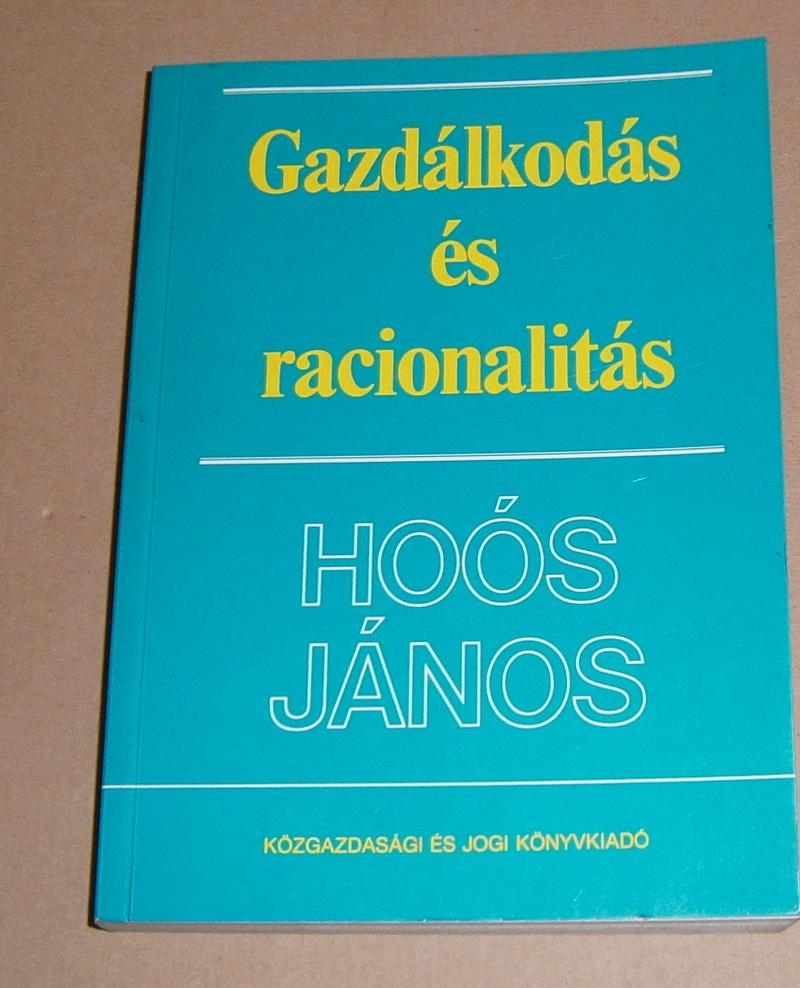 Gazdálkodás
és
racionalitás
HOÓS
JÁNOS
KÖZGAZDASÁGI ÉS JOGI KÖNYVKIADÓ